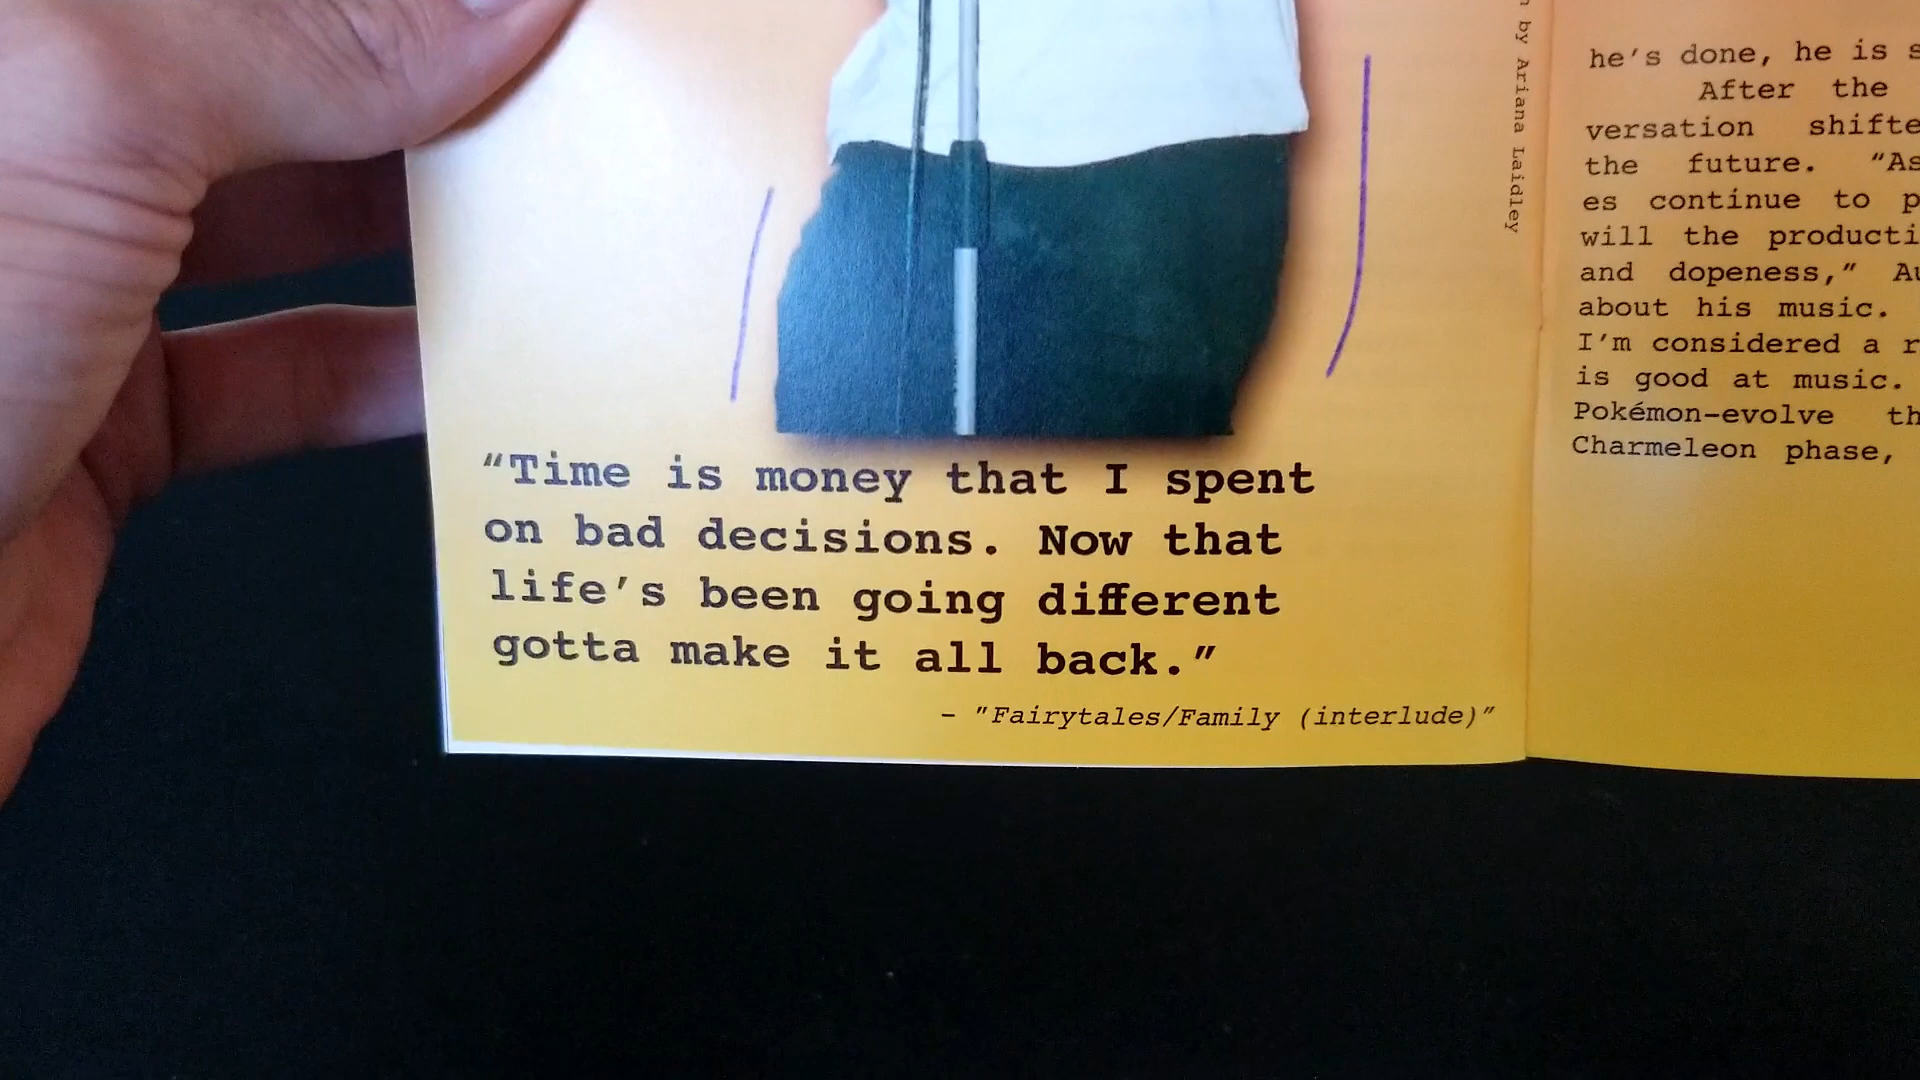 "Time is money that I spent
on bad decisions. Now that
life's been going different
gotta make it all back."
- "Fairytales/Family (interlude)"
by Ariana Laidley
he's done, he is
After the
versation shifte
the future. "As
es continue to p
will the producti
and dopeness," Au
about his music.
I'm considered a r
is good at music.
Pokémon-evolve th
Charmeleon phase,